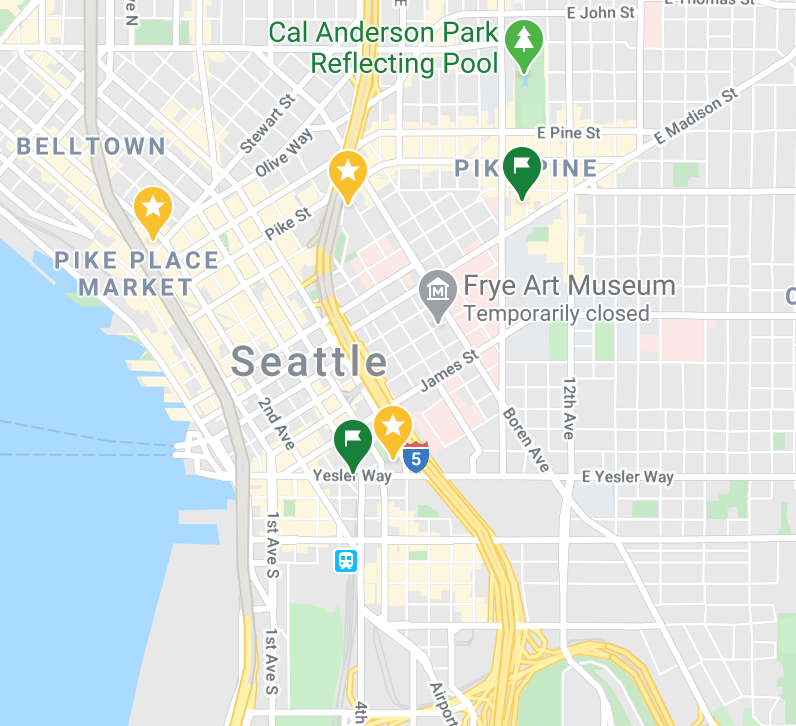 E Thomas St
E John St
Cal Anderson Park
Reflecting Pool
Stewart St
E Madison St
E Pine St
BELLTOWN
Olive Way
PINE
Pike St
PIKE PLACE
MARKET
Frye Art Museum
Temporarily closed
Seattle
James St
2nd Ave
12th Ave
Boren Ave
5
Yesler Way
E Yesler Way
1st Ave S
1st Ave S
4th
Airport